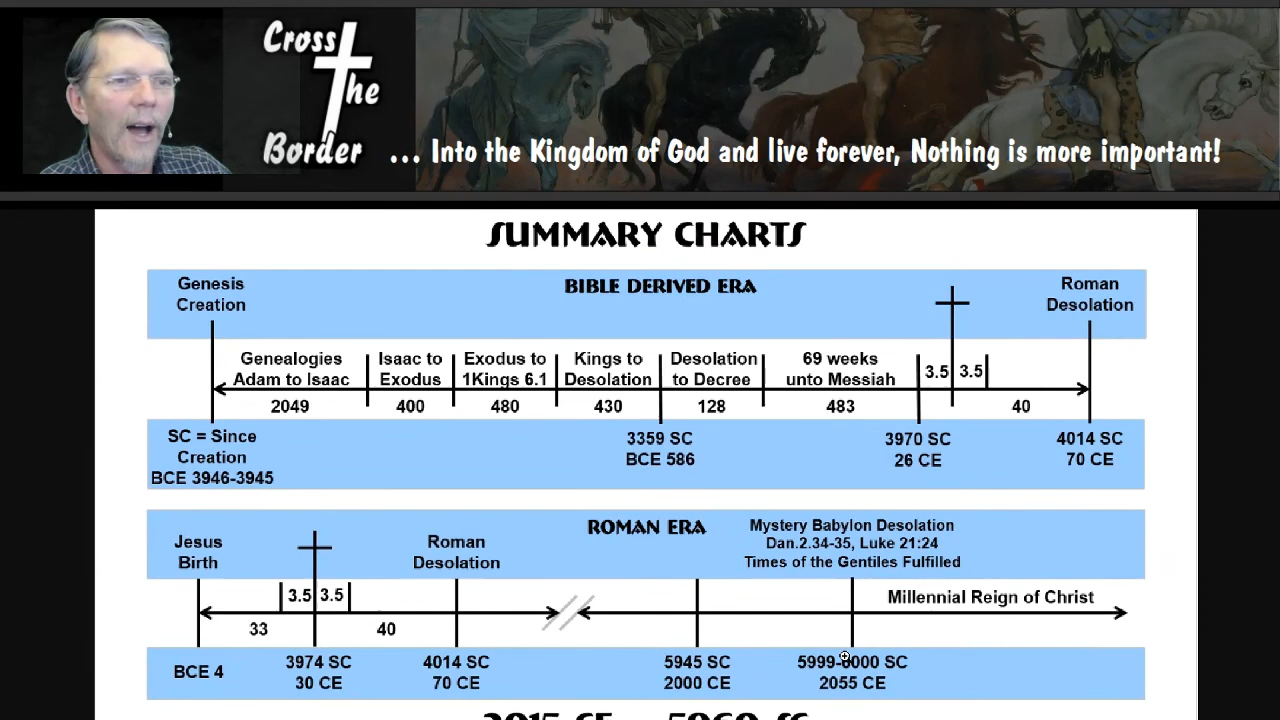 Cross
The
Border
... Into the Kingdom of God and live forever, Nothing is more important!
SUMMARY CHARTS
Genesis
Creation
BIBLE DERIVED ERA
Roman
Desolation
Genealogies
Adam to Isaac
Isaac to
Exodus
Exodus to
1Kings 6.1
Kings to
Desolation
Desolation
to Decree
69 weeks
unto Messiah
3.5
3.5
2049
400
480
430
128
483
40
SC = Since
Creation
BCE 3946-3945
3359 SC
BCE 586
3970 SC
26 CE
4014 SC
70 CE
Jesus
Birth
Roman
Desolation
ROMAN ERA
Mystery Babylon Desolation
Dan.2.34-35, Luke 21:24
Times of the Gentiles Fulfilled
3.5
3.5
Millennial Reign of Christ
33
40
BCE 4
3974 SC
30 CE
4014 SC
70 CE
5945 SC
2000 CE
5999-6000 SC
2055 CE